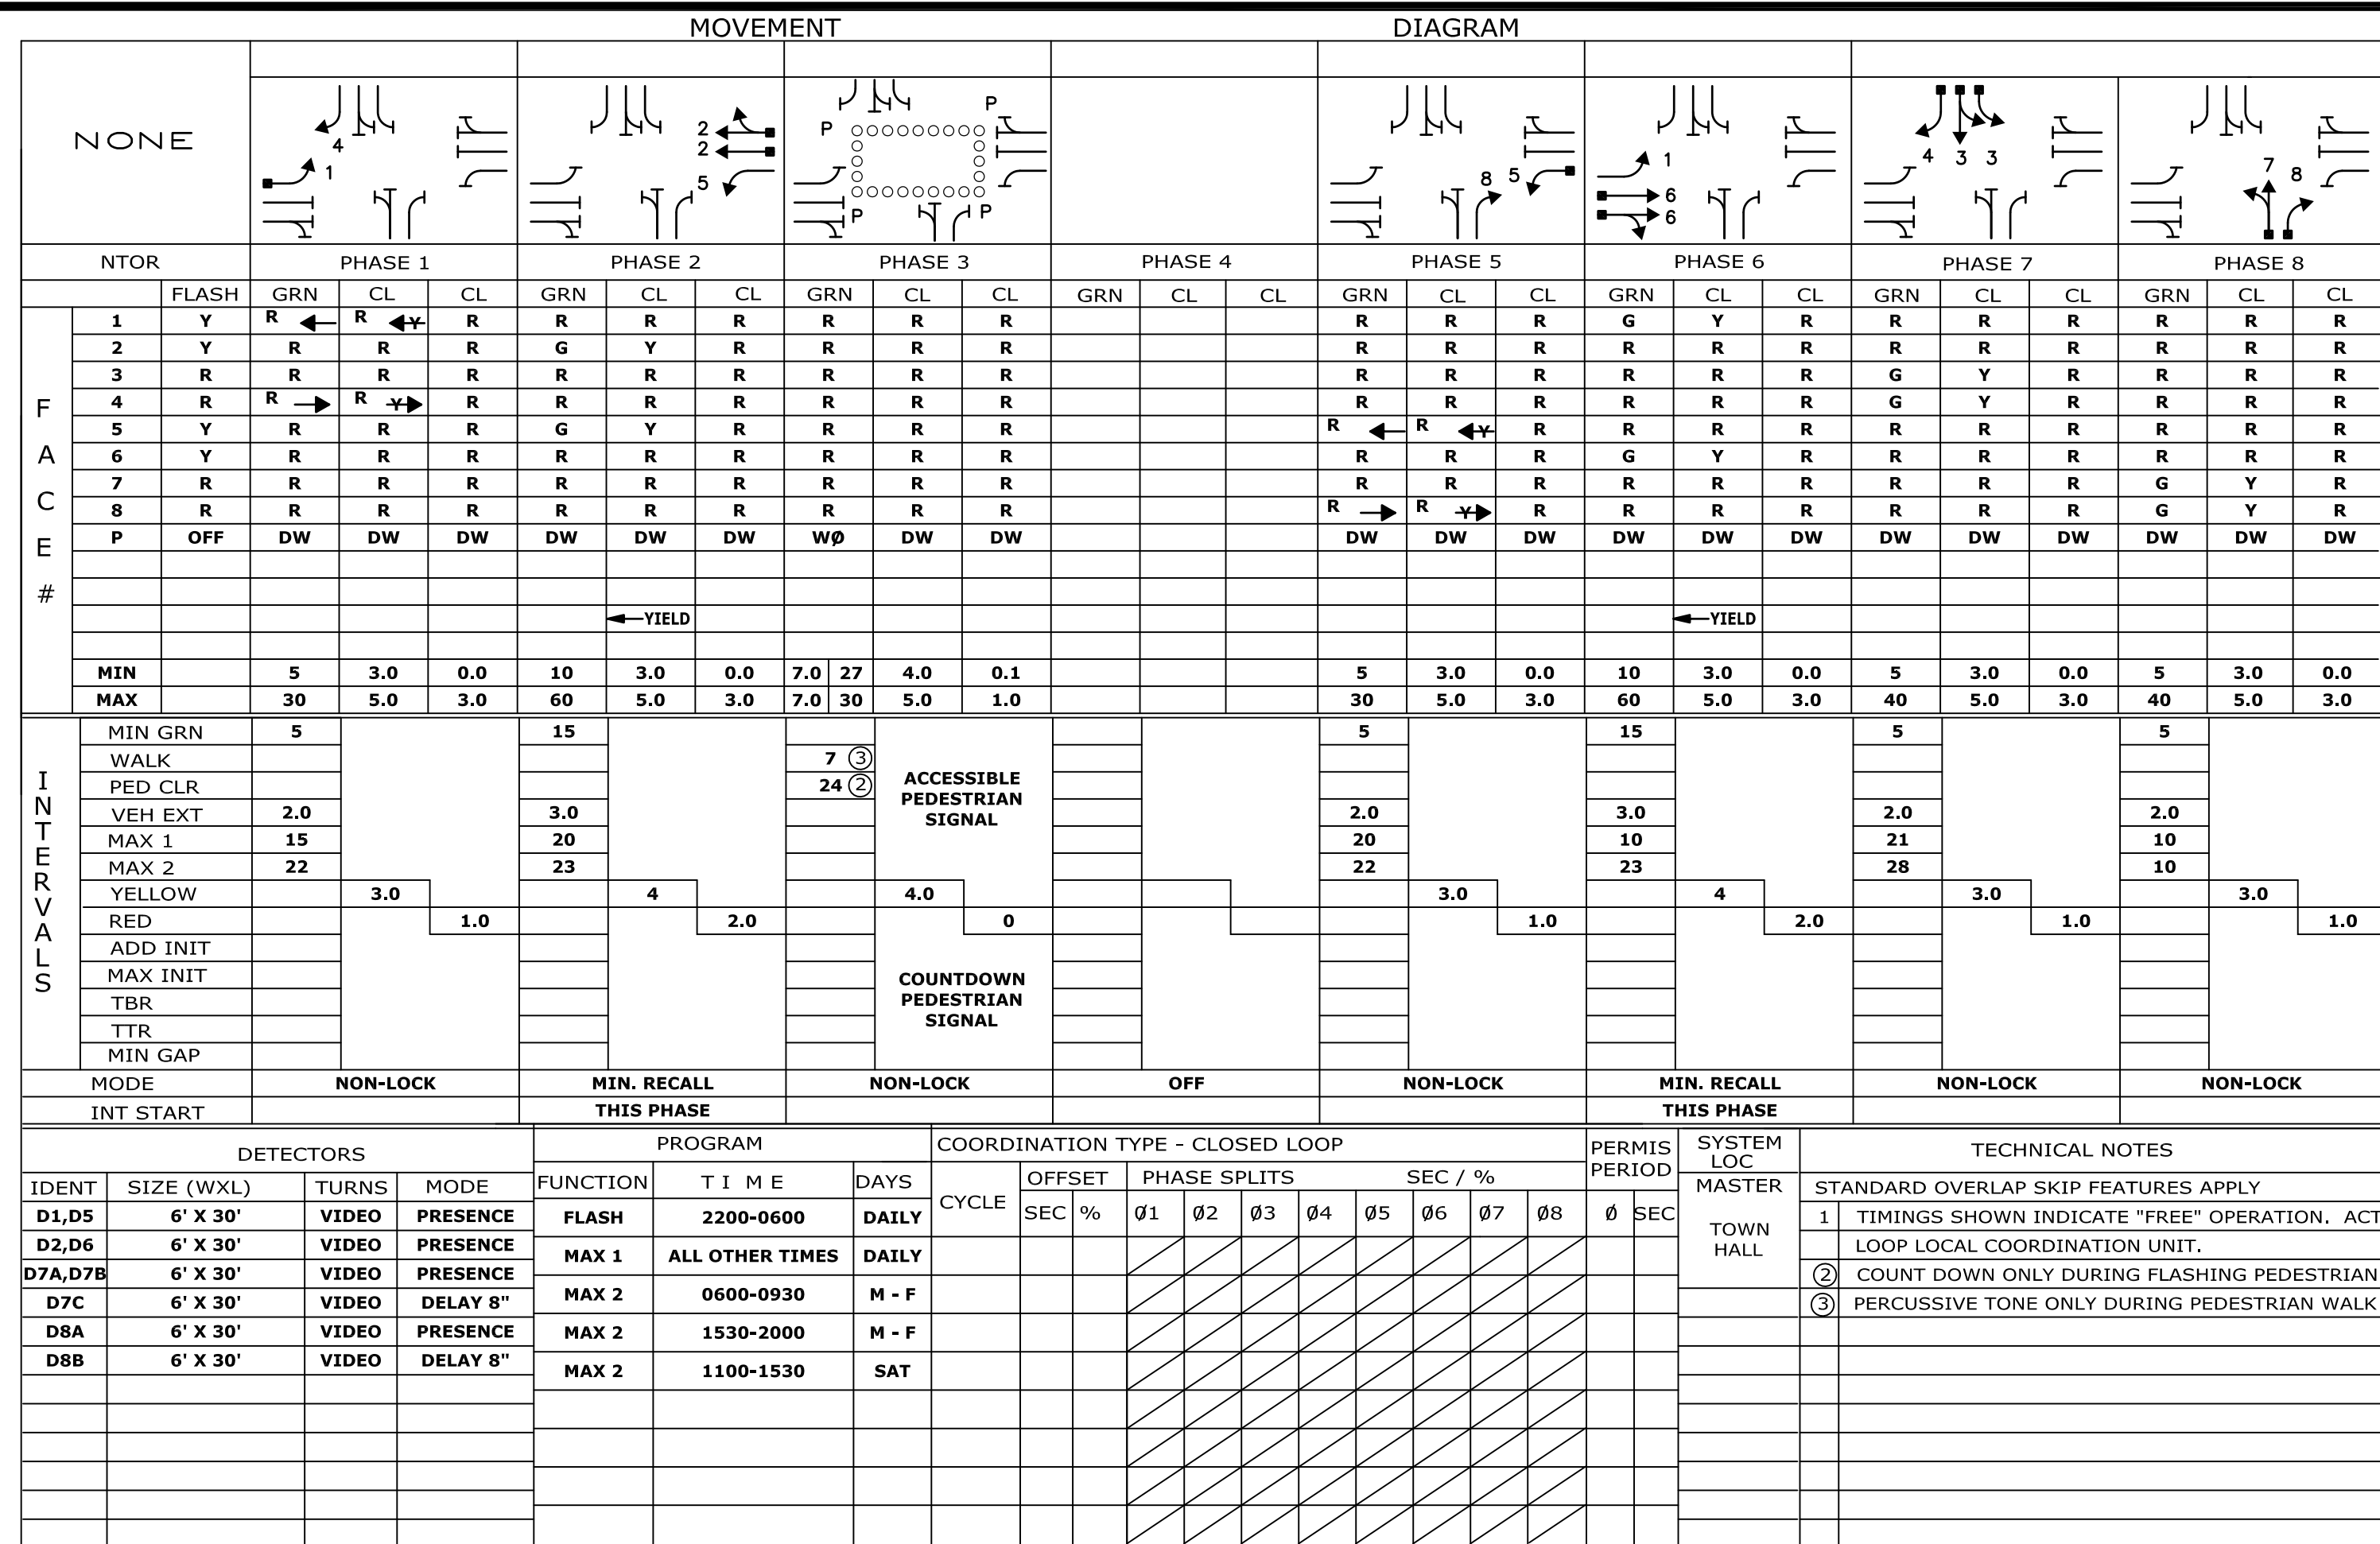 MOVEMENT DIAGRAM
NONE
4
1
2
2
5
P
P
P
P
8 5
1
6
6
4 3 3
7 8
NTOR PHASE 1 PHASE 2 PHASE 3 PHASE 4 PHASE 5 PHASE 6 PHASE 7 PHASE 8
FLASH GRN CL CL GRN CL CL GRN CL CL GRN CL CL GRN CL CL GRN CL CL GRN CL CL GRN CL CL
FACE #
1 Y R R Y R R R R R R R R R R G Y R R R R R R R
2 Y R R R G Y R R R R R R R R R R R R R R R R
3 R R R R R R R R R R R R R R R R G Y R R R R
4 R R R Y R R R R R R R R R R R R R G Y R R R R
5 Y R R R G Y R R R R R R Y R R R R R R R R R R
6 Y R R R R R R R R R R R R G Y R R R R R R R
7 R R R R R R R R R R R R R R R R R R R G Y R
8 R R R R R R R R R R R R Y R R R R R R R G Y R
P OFF DW DW DW DW DW DW WØ DW DW DW DW DW DW DW DW DW DW DW DW DW DW
YIELD YIELD
MIN 5 3.0 0.0 10 3.0 0.0 7.0 27 4.0 0.1 5 3.0 0.0 10 3.0 0.0 5 3.0 0.0 5 3.0 0.0
MAX 30 5.0 3.0 60 5.0 3.0 7.0 30 5.0 1.0 30 5.0 3.0 60 5.0 3.0 40 5.0 3.0 40 5.0 3.0
INTERVALS
MIN GRN 5 15 5 15 5 5
WALK 7 3
PED CLR 24 2
ACCESSIBLE
PEDESTRIAN
SIGNAL
VEH EXT 2.0 3.0 2.0 3.0 2.0 2.0
MAX 1 15 20 20 10 21 10
MAX 2 22 23 22 23 28 10
YELLOW 3.0 4 4.0 3.0 4 3.0 3.0
RED 1.0 2.0 0 1.0 2.0 1.0 1.0
ADD INIT
MAX INIT
TBR
TTR
MIN GAP
COUNTDOWN
PEDESTRIAN
SIGNAL
MODE NON-LOCK MIN. RECALL NON-LOCK OFF NON-LOCK MIN. RECALL NON-LOCK NON-LOCK
INT START THIS PHASE THIS PHASE
DETECTORS
IDENT SIZE (WXL) TURNS MODE
D1,D5 6' X 30' VIDEO PRESENCE
D2,D6 6' X 30' VIDEO PRESENCE
D7A,D7B 6' X 30' VIDEO PRESENCE
D7C 6' X 30' VIDEO DELAY 8"
D8A 6' X 30' VIDEO PRESENCE
D8B 6' X 30' VIDEO DELAY 8"
PROGRAM
FUNCTION TIME DAYS
FLASH 2200-0600 DAILY
MAX 1 ALL OTHER TIMES DAILY
MAX 2 0600-0930 M - F
MAX 2 1530-2000 M - F
MAX 2 1100-1530 SAT
COORDINATION TYPE - CLOSED LOOP
CYCLE OFFSET PHASE SPLITS SEC / %
SEC % Ø1 Ø2 Ø3 Ø4 Ø5 Ø6 Ø7 Ø8
PERMIS
PERIOD
Ø SEC
SYSTEM
LOC
MASTER
TOWN
HALL
TECHNICAL NOTES
STANDARD OVERLAP SKIP FEATURES APPLY
1 TIMINGS SHOWN INDICATE "FREE" OPERATION. ACT
LOOP LOCAL COORDINATION UNIT.
2 COUNT DOWN ONLY DURING FLASHING PEDESTRIAN
3 PERCUSSIVE TONE ONLY DURING PEDESTRIAN WALK